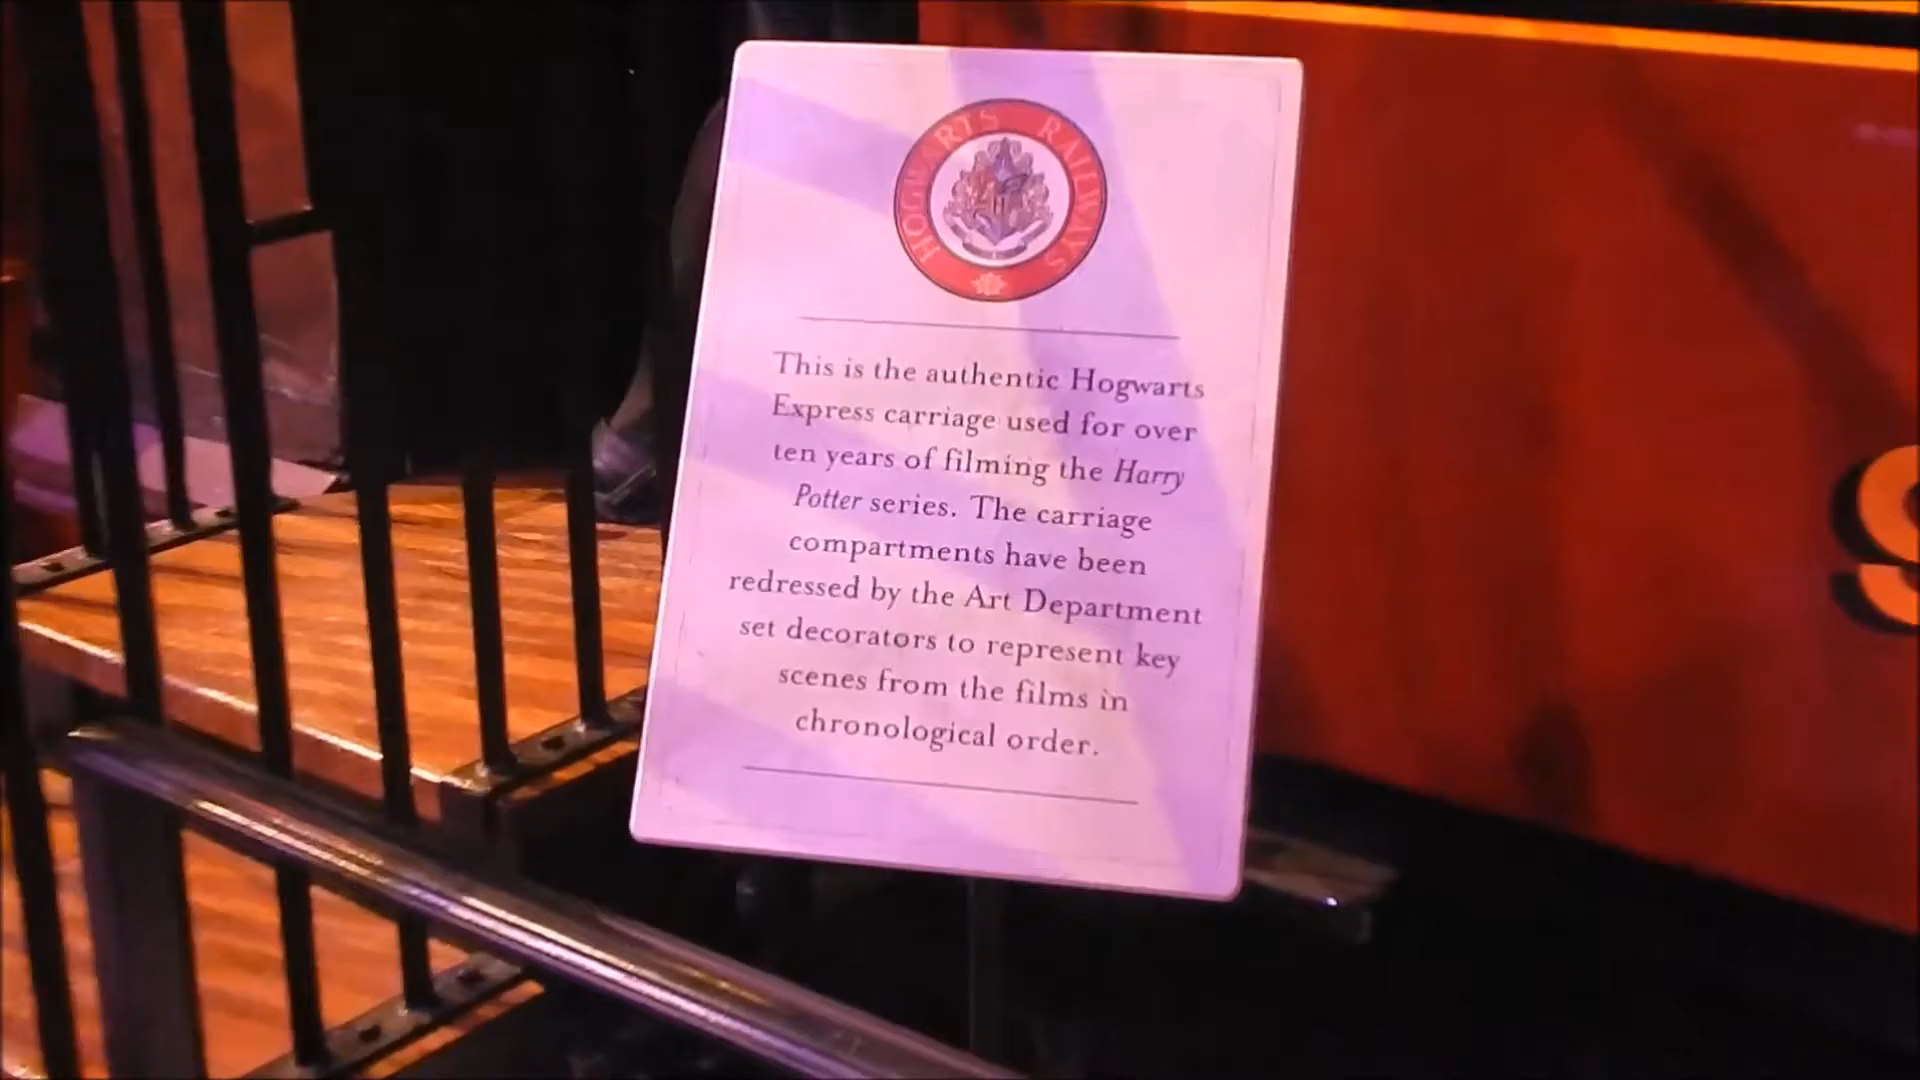 HOGWARTS RAILWAYS
This is the authentic Hogwarts
Express carriage used for over
ten years of filming the Harry
Potter series. The carriage
compartments have been
redressed by the Art Department
set decorators to represent key
scenes from the films in
chronological order.
S